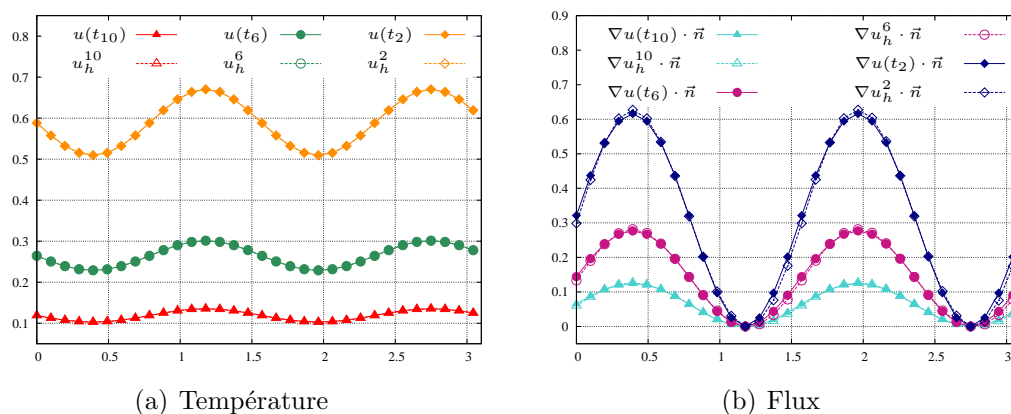 u(t₁₀) u(t₆) u(t₂)
u_h^10 u_h^6 u_h^2
0.8
0.7
0.6
0.5
0.4
0.3
0.2
0.1
0 0.5 1 1.5 2 2.5 3
(a) Température
∇u(t₁₀) · n⃗ ∇u_h^6 · n⃗
∇u_h^10 · n⃗ ∇u(t₂) · n⃗
∇u(t₆) · n⃗ ∇u_h^2 · n⃗
0.9
0.8
0.7
0.6
0.5
0.4
0.3
0.2
0.1
0
0 0.5 1 1.5 2 2.5 3
(b) Flux